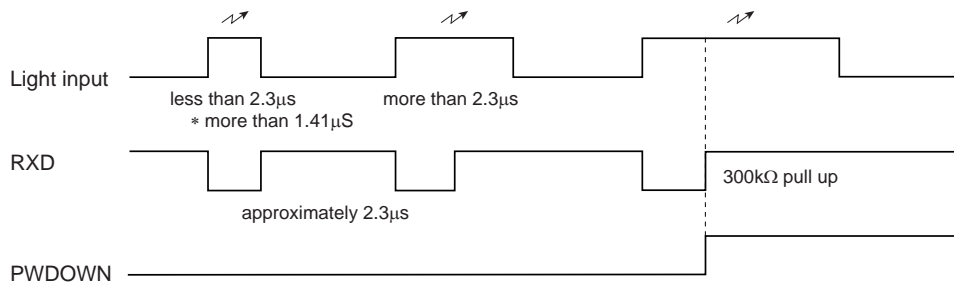 Light input
less than 2.3μs
more than 2.3μs
* more than 1.41μS
RXD
300kΩ pull up
approximately 2.3μs
PWDOWN